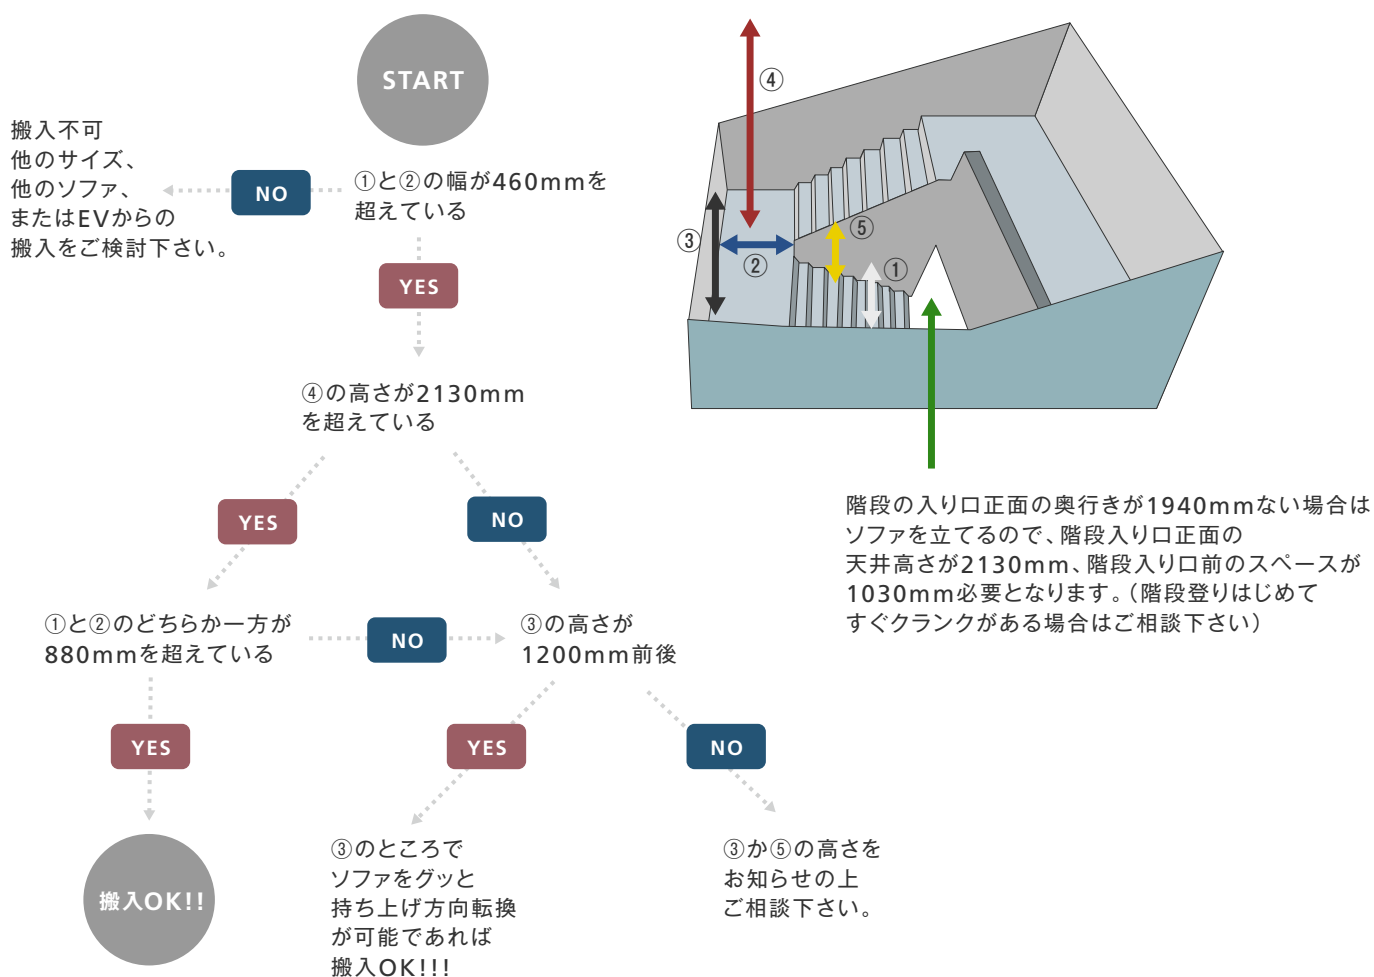 START
搬入不可
他のサイズ、
他のソファ、
またはEVからの
搬入をご検討下さい。
NO
①と②の幅が460mmを
超えている
YES
④の高さが2130mm
を超えている
YES
NO
①と②のどちらか一方が
880mmを超えている
NO
③の高さが
1200mm前後
YES
YES
NO
搬入OK!!
③のところで
ソファをグッと
持ち上げ方向転換
が可能であれば
搬入OK!!!
③か⑤の高さを
お知らせの上
ご相談下さい。
④
③
②
⑤
①
階段の入り口正面の奥行きが1940mmない場合は
ソファを立てるので、階段入り口正面の
天井高さが2130mm、階段入り口前のスペースが
1030mm必要となります。（階段登りはじめて
すぐクランクがある場合はご相談下さい）